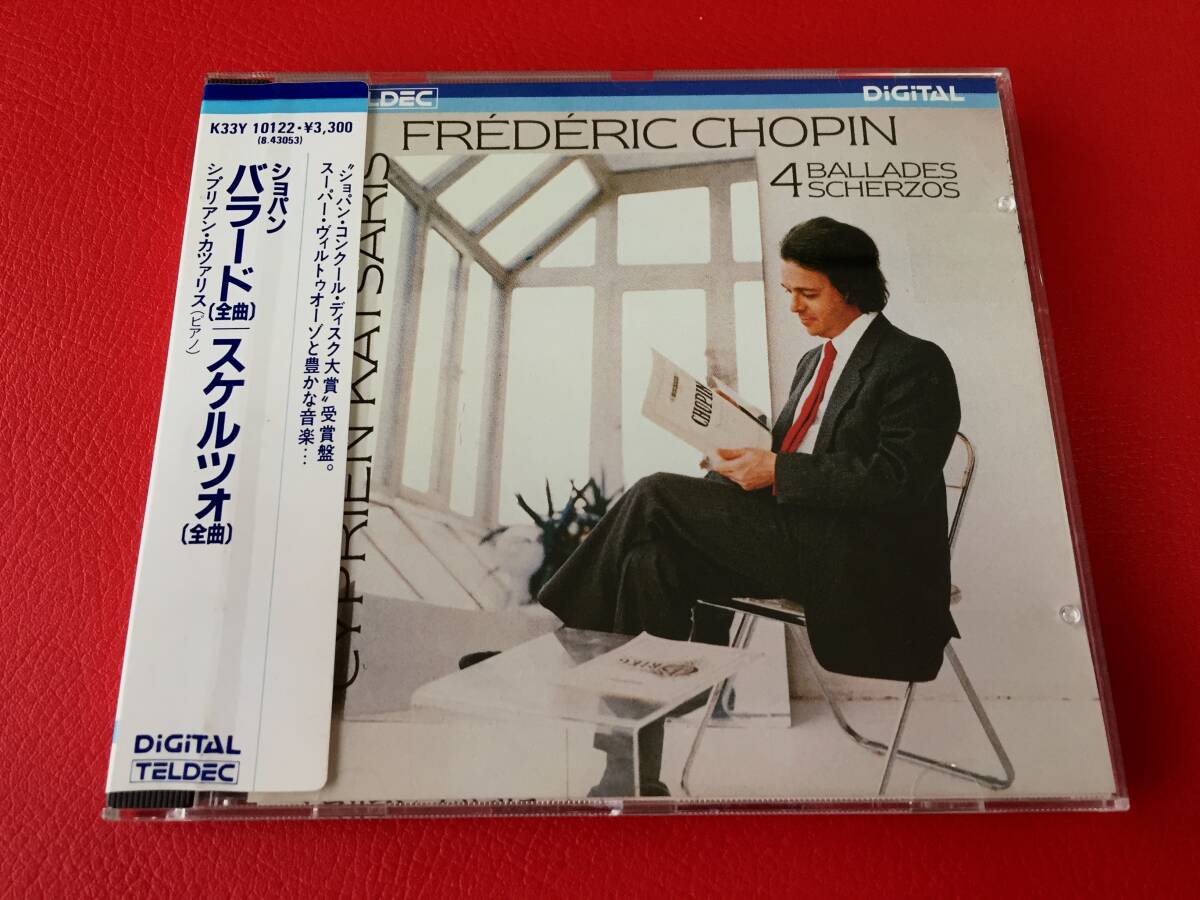 K33Y 10122・¥3,300
(8.43053)
"ショパン・コンクール・ディスク大賞"受賞盤。
スーパー・ヴィルトゥオーゾと豊かな音楽…
ショパン
バラード(全曲)/スケルツォ(全曲)
シプリアン・カツァリス(ピアノ)
DIGITAL
TELDEC
LDEC
DIGITAL
FRÉDÉRIC CHOPIN
4 BALLADES
SCHERZOS
CYPRIEN KATSARIS
CHOPIN